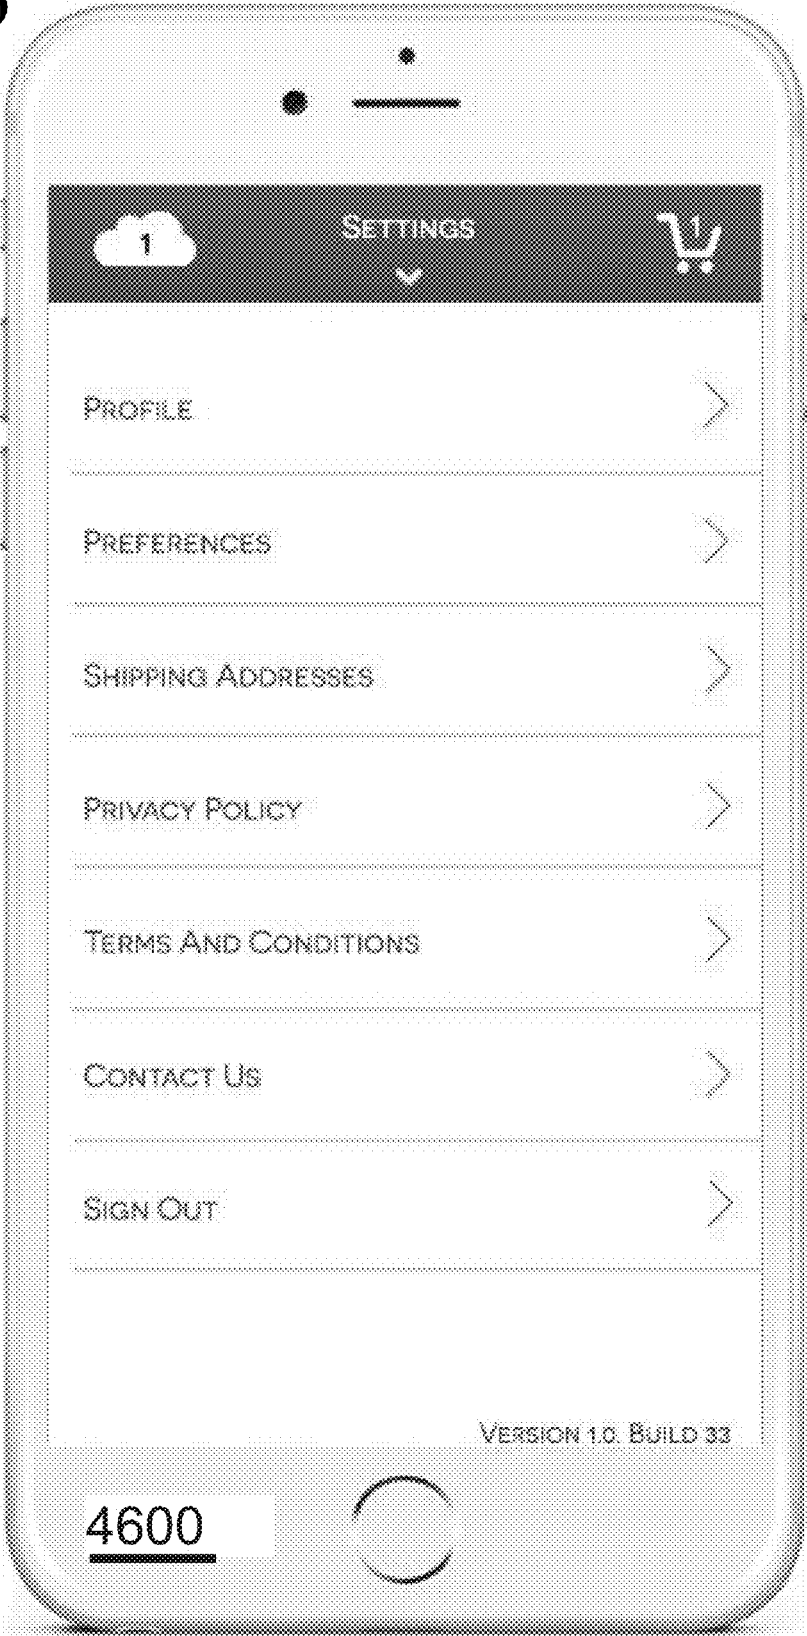 1 SETTINGS 1
PROFILE
PREFERENCES
SHIPPING ADDRESSES
PRIVACY POLICY
TERMS AND CONDITIONS
CONTACT US
SIGN OUT
VERSION 1.0. BUILD 33
4600